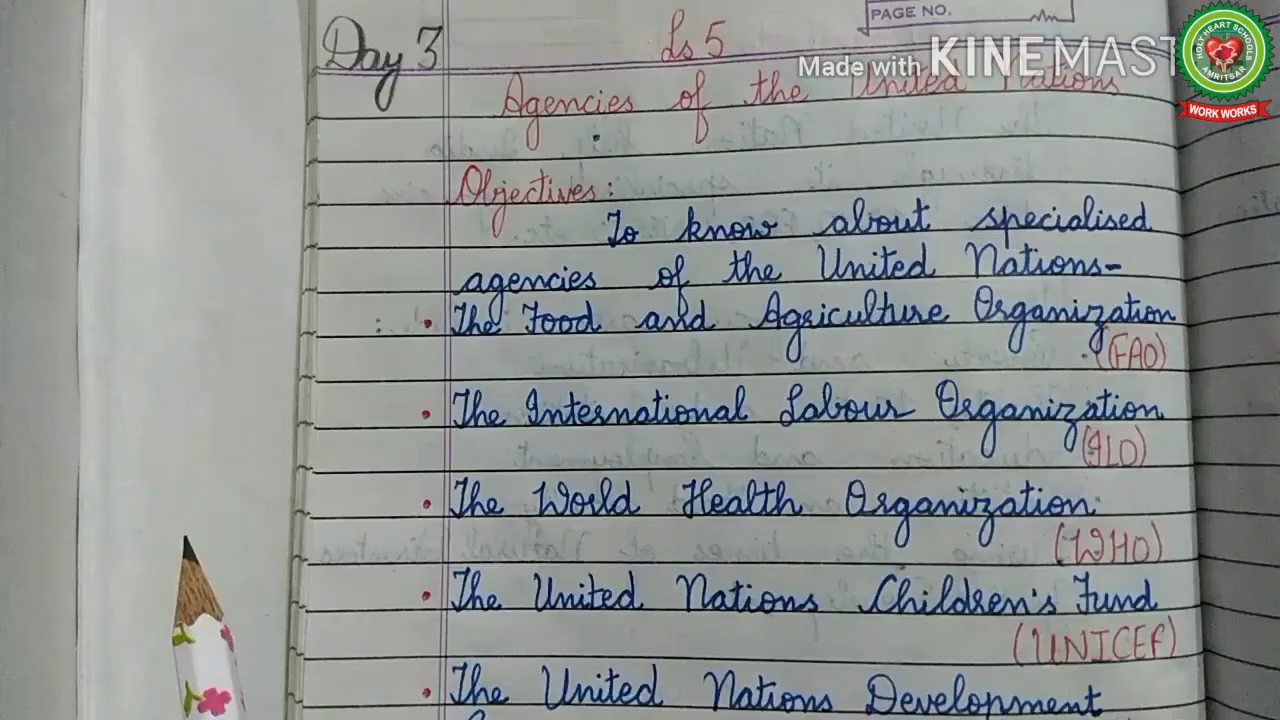 PAGE NO.
Day 3
Ls 5
Made with KINEMAST
HOLY HEART SCHOOLS
AMRITSAR
WORK WORKS
Agencies of the United Nations
Objectives:
To know about specialised
agencies of the United Nations-
• The Food and Agriculture Organization
(FAO)
• The International Labour Organization
(ILO)
• The World Health Organization
(WHO)
• The United Nations Children's Fund
(UNICEF)
• The United Nations Development